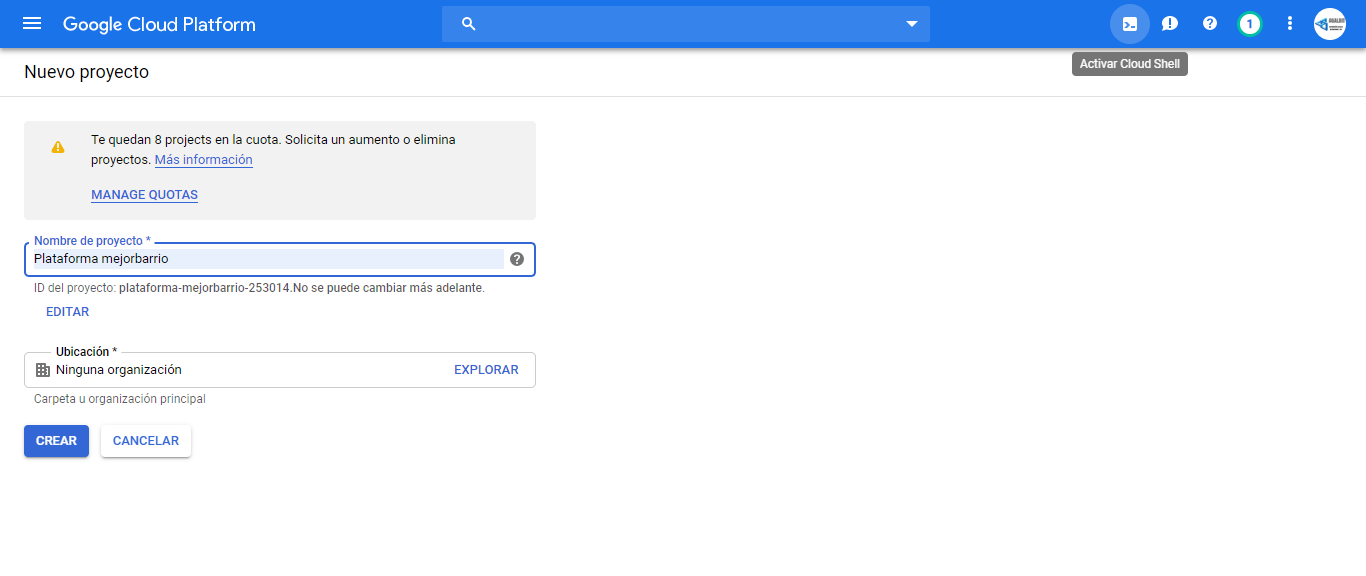 Google Cloud Platform
1
Activar Cloud Shell
Nuevo proyecto
Te quedan 8 projects en la cuota. Solicita un aumento o elimina
proyectos. Más información
MANAGE QUOTAS
Nombre de proyecto *
Plataforma mejorbarrio
ID del proyecto: plataforma-mejorbarrio-253014.No se puede cambiar más adelante.
EDITAR
Ubicación *
Ninguna organización EXPLORAR
Carpeta u organización principal
CREAR CANCELAR